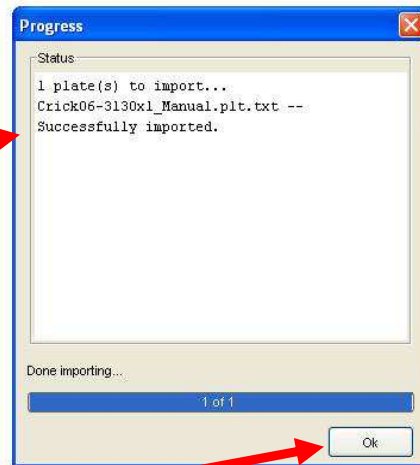 Progress
Status
1 plate(s) to import...
Crick06-3130xl_Manual.plt.txt --
Successfully imported.
Done importing...
1 of 1
Ok